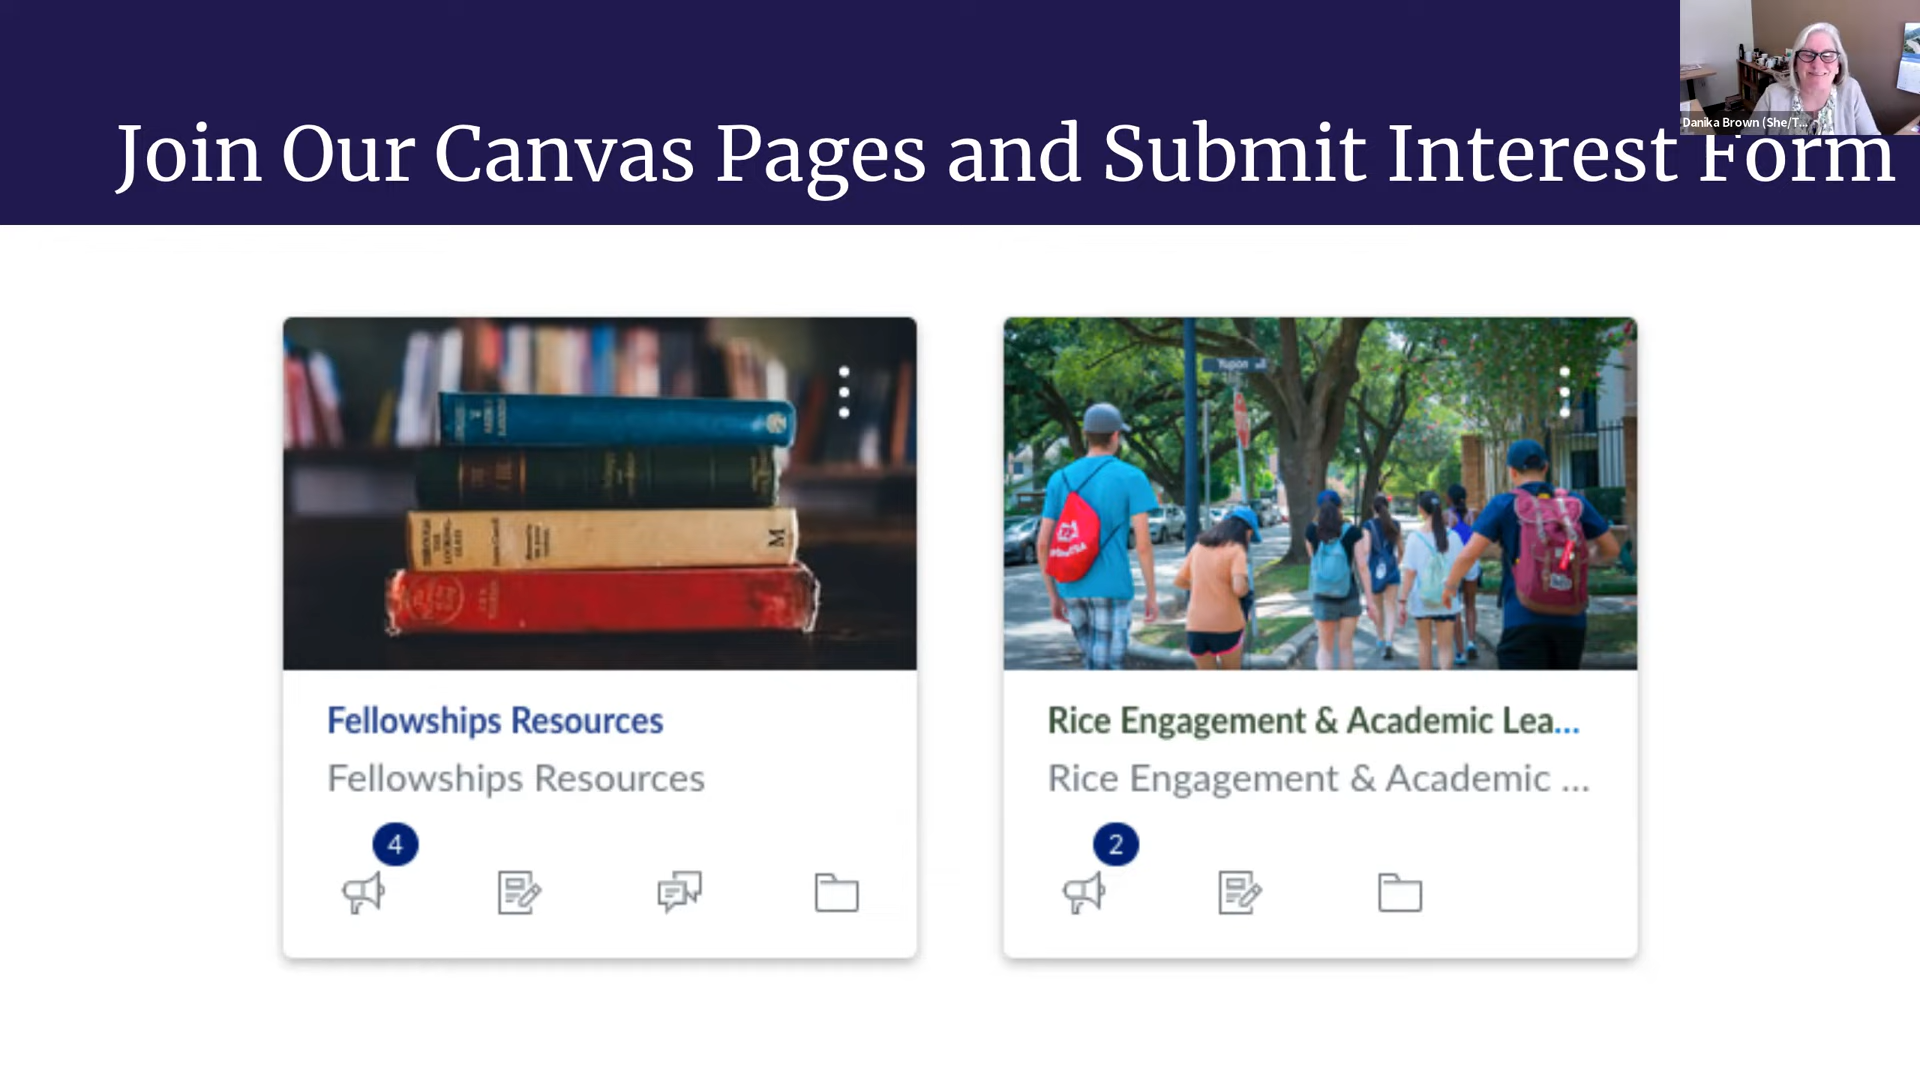 Danika Brown (She/T...
Join Our Canvas Pages and Submit Interest Form
Yupon
M
Fellowships Resources
Fellowships Resources
4
Rice Engagement & Academic Lea...
Rice Engagement & Academic ...
2